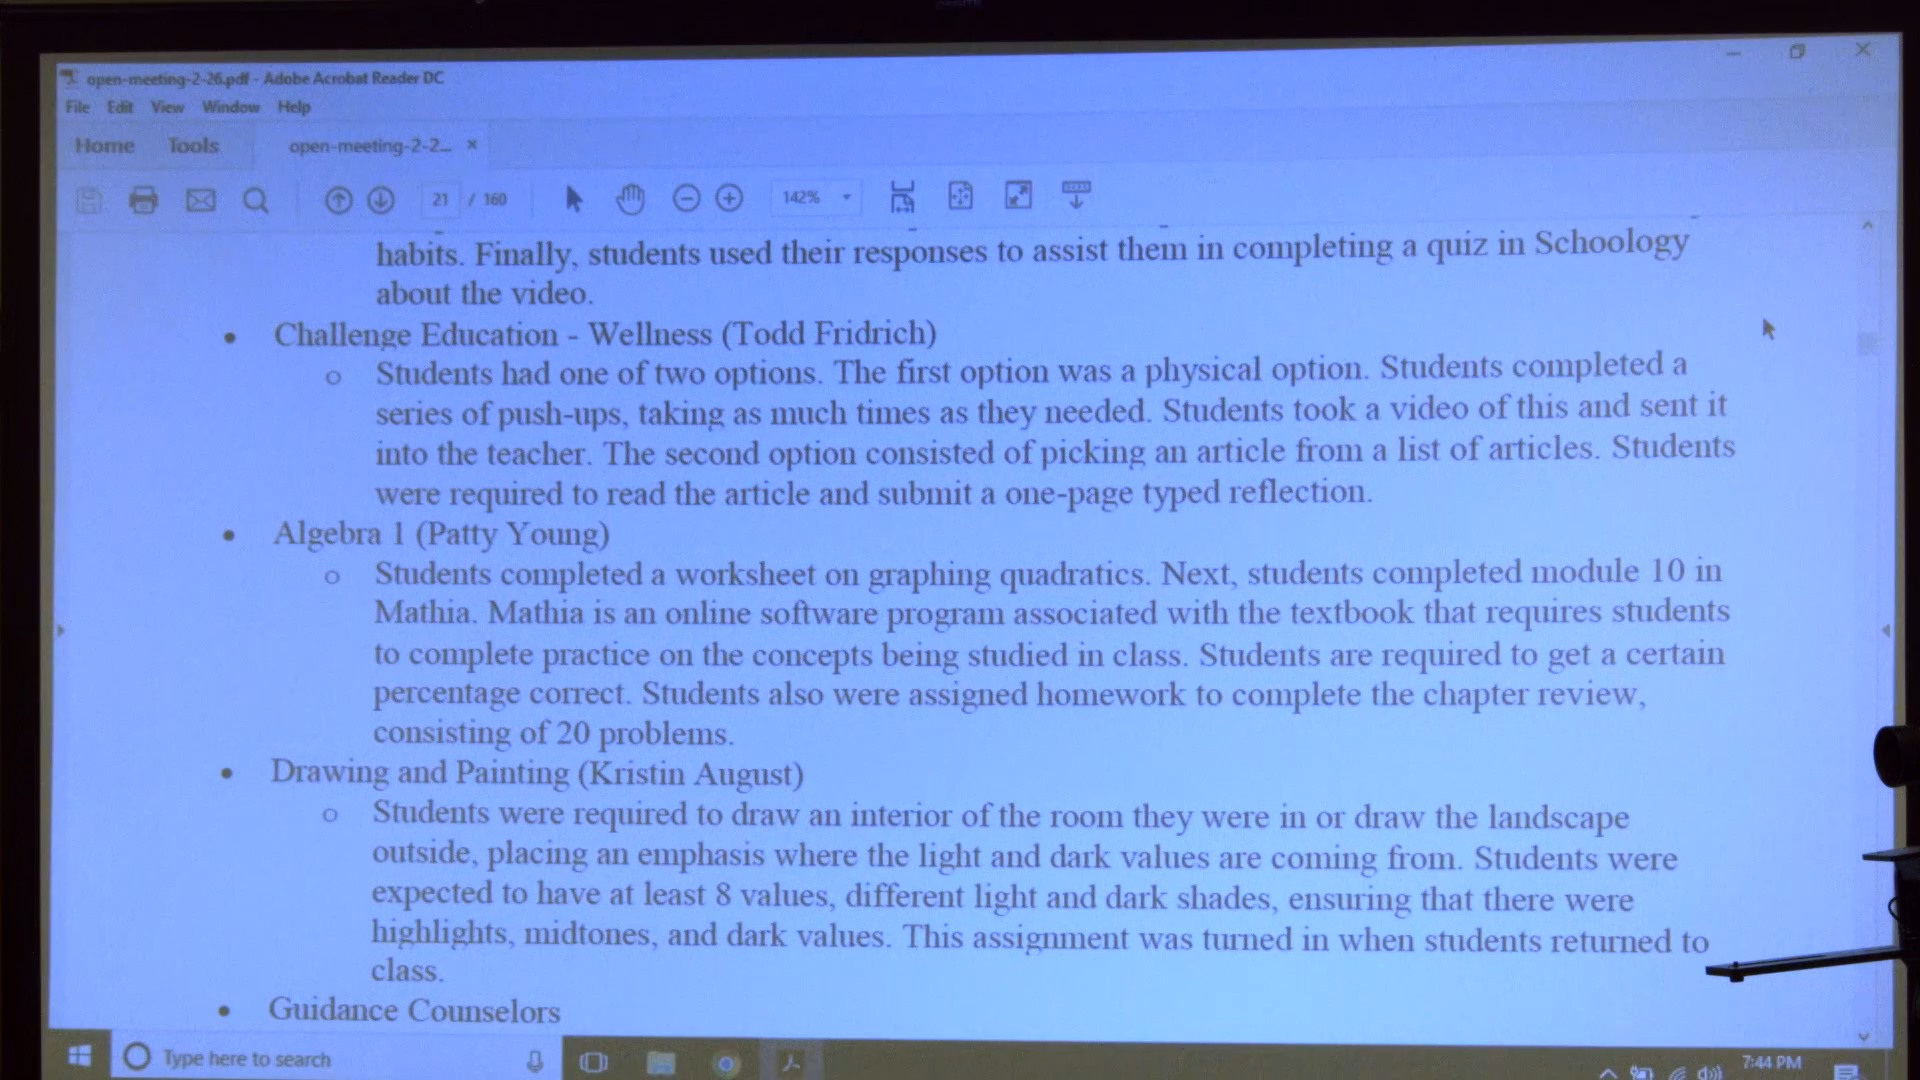 open-meeting-2-26.pdf - Adobe Acrobat Reader DC
File Edit View Window Help
Home Tools open-meeting-2-2... ×
21 / 160 142%
habits. Finally, students used their responses to assist them in completing a quiz in Schoology
about the video.
• Challenge Education - Wellness (Todd Fridrich)
o Students had one of two options. The first option was a physical option. Students completed a
series of push-ups, taking as much times as they needed. Students took a video of this and sent it
into the teacher. The second option consisted of picking an article from a list of articles. Students
were required to read the article and submit a one-page typed reflection.
• Algebra 1 (Patty Young)
o Students completed a worksheet on graphing quadratics. Next, students completed module 10 in
Mathia. Mathia is an online software program associated with the textbook that requires students
to complete practice on the concepts being studied in class. Students are required to get a certain
percentage correct. Students also were assigned homework to complete the chapter review,
consisting of 20 problems.
• Drawing and Painting (Kristin August)
o Students were required to draw an interior of the room they were in or draw the landscape
outside, placing an emphasis where the light and dark values are coming from. Students were
expected to have at least 8 values, different light and dark shades, ensuring that there were
highlights, midtones, and dark values. This assignment was turned in when students returned to
class.
• Guidance Counselors
Type here to search
7:44 PM